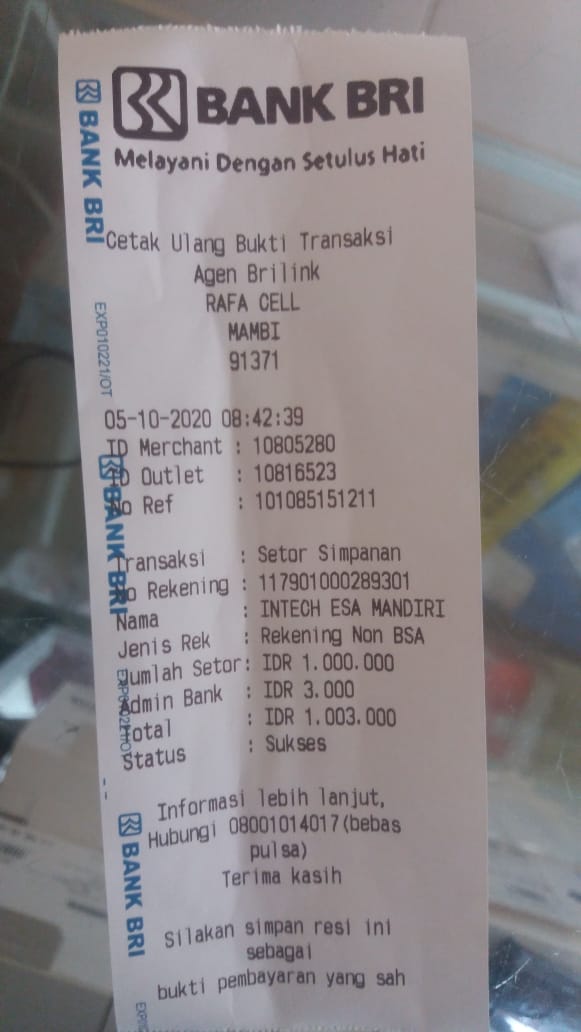 BANK BRI
Melayani Dengan Setulus Hati
Cetak Ulang Bukti Transaksi
Agen Brilink
RAFA CELL
MAMBI
91371
05-10-2020 08:42:39
ID Merchant : 10805280
ID Outlet : 10816523
No Ref : 101085151211
Transaksi : Setor Simpanan
No Rekening : 117901000289301
Nama : INTECH ESA MANDIRI
Jenis Rek : Rekening Non BSA
Jumlah Setor: IDR 1.000.000
Admin Bank : IDR 3.000
Total : IDR 1.003.000
Status : Sukses
Informasi lebih lanjut,
Hubungi 08001014017(bebas
pulsa)
Terima kasih
Silakan simpan resi ini
sebagai
bukti pembayaran yang sah
BANK BRI
EXP010221/OT
BANK BRI
BANK BRI